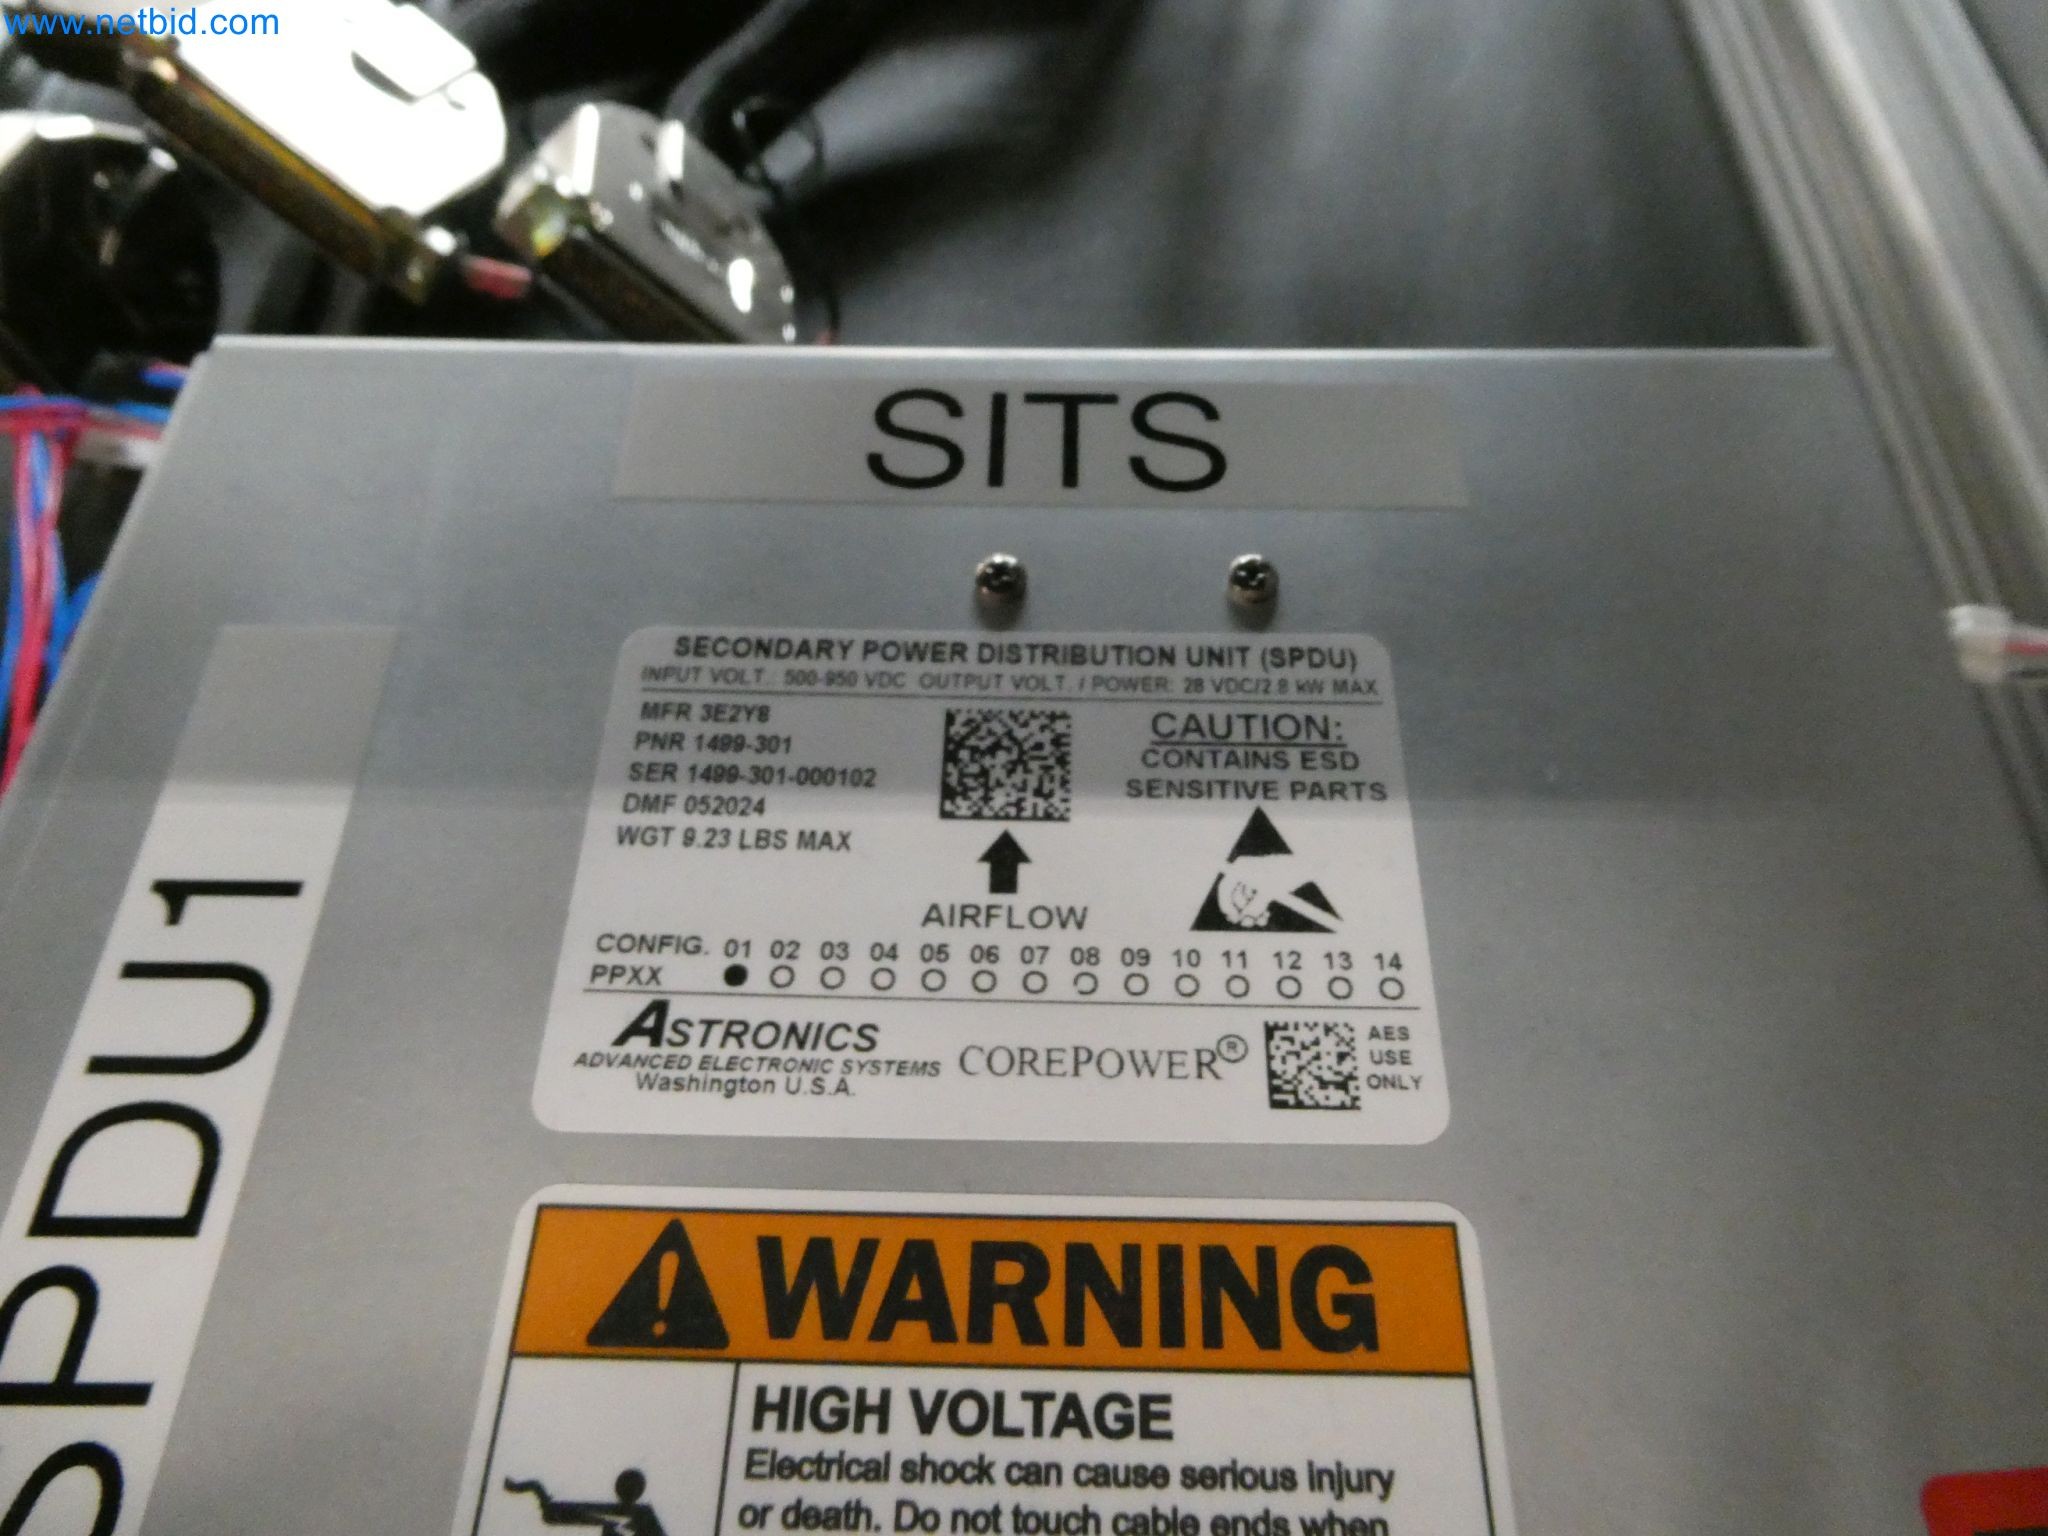 www.netbid.com
SITS
SECONDARY POWER DISTRIBUTION UNIT (SPDU)
INPUT VOLT.: 500-950 VDC OUTPUT VOLT. / POWER: 28 VDC/2.8 kW MAX
MFR 3E2Y8
PNR 1499-301
SER 1499-301-000102
DMF 052024
WGT 9.23 LBS MAX
AIRFLOW
CAUTION:
CONTAINS ESD
SENSITIVE PARTS
CONFIG. 01 02 03 04 05 06 07 08 09 10 11 12 13 14
PPXX
ASTRONICS
ADVANCED ELECTRONIC SYSTEMS
Washington U.S.A.
COREPOWER®
AES
USE
ONLY
SPDU1
WARNING
HIGH VOLTAGE
Electrical shock can cause serious injury
or death. Do not touch cable ends when